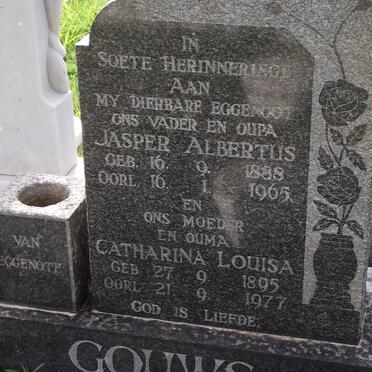 IN
SOETE HERINNERINGE
AAN
MY DIERBARE EGGENOOT
ONS VADER EN OUPA
JASPER ALBERTUS
GEB. 16. 9. 1888
OORL. 16. 1. 1965.
EN
ONS MOEDER
EN OUMA
CATHARINA LOUISA
GEB 27. 9 1895
OORL 21. 9 1977
GOD IS LIEFDE.
VAN
EGGENOTE
GOUWS